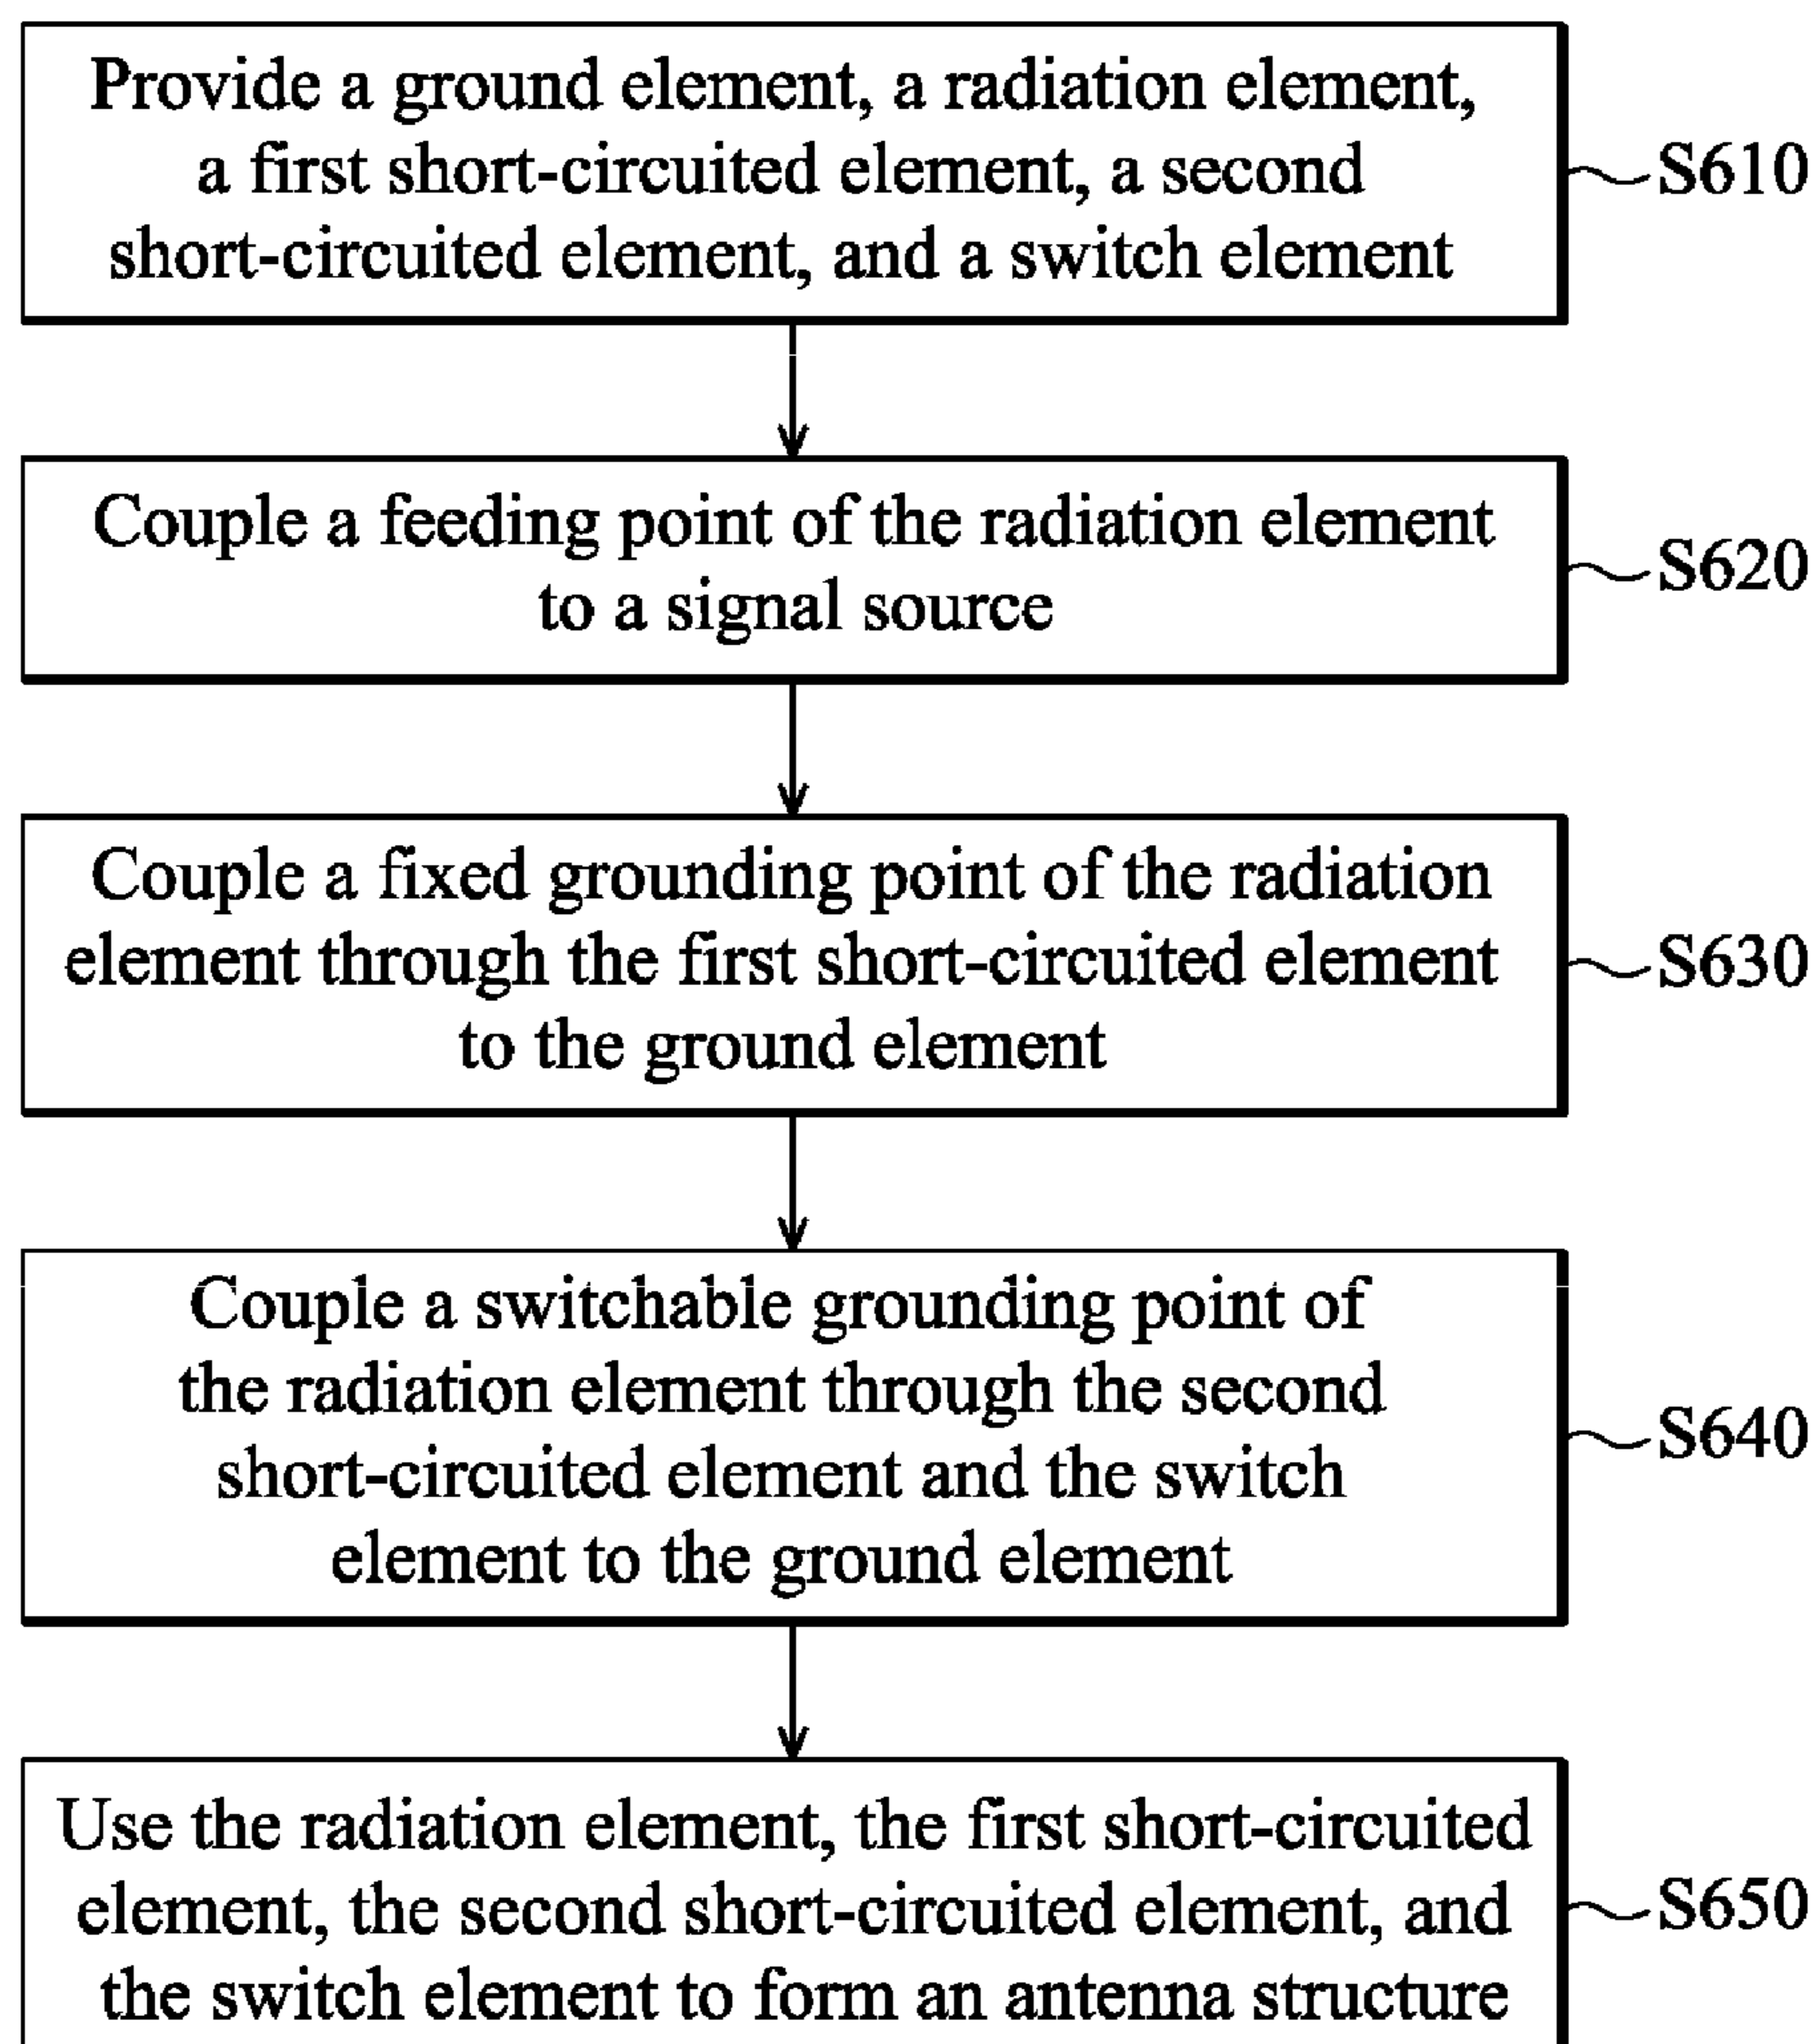 Provide a ground element, a radiation element,
a first short-circuited element, a second
short-circuited element, and a switch element
S610
Couple a feeding point of the radiation element
to a signal source
S620
Couple a fixed grounding point of the radiation
element through the first short-circuited element
to the ground element
S630
Couple a switchable grounding point of
the radiation element through the second
short-circuited element and the switch
element to the ground element
S640
Use the radiation element, the first short-circuited
element, the second short-circuited element, and
the switch element to form an antenna structure
S650